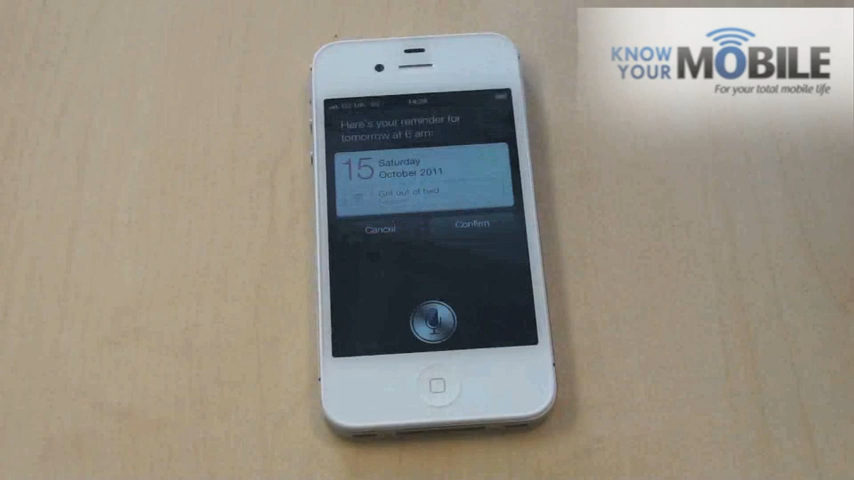 KNOW
YOUR MOBILE
For your total mobile life
Here's your reminder for
tomorrow at 6 am:
15 Saturday
October 2011
Get out of bed
Cancel
Confirm